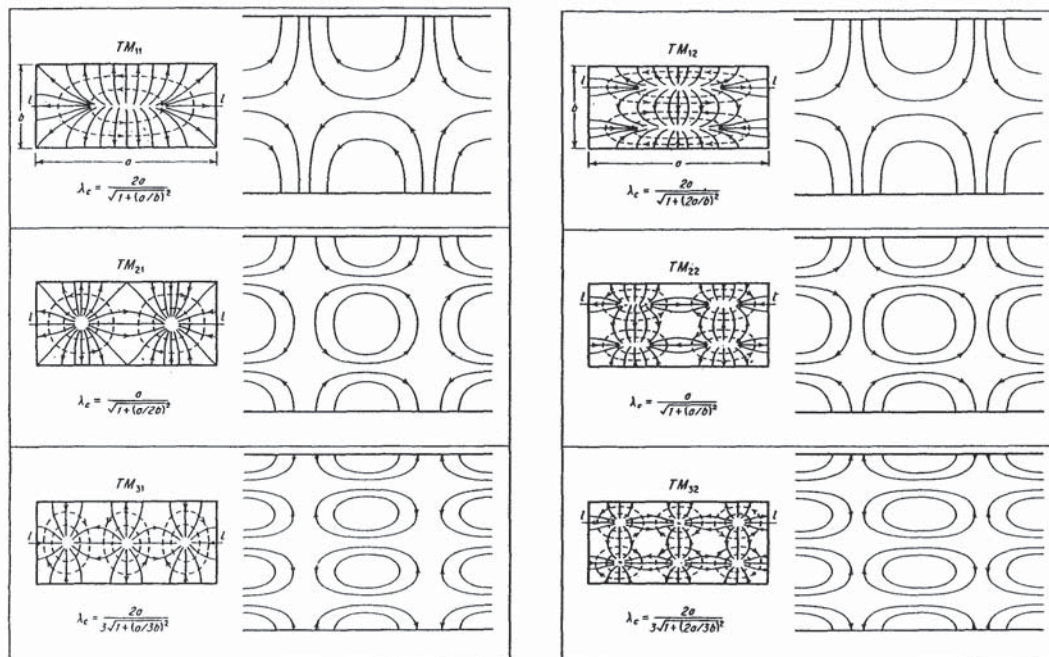 TM₁₁
l l
b
a
λc = 2a / √1+(a/b)²
TM₂₁
l l
λc = a / √1+(a/2b)²
TM₃₁
l l
λc = 2a / 3√1+(a/3b)²
TM₁₂
l l
b
a
λc = 2a / √1+(2a/b)²
TM₂₂
l l
λc = a / √1+(a/b)²
TM₃₂
l l
λc = 2a / 3√1+(2a/3b)²